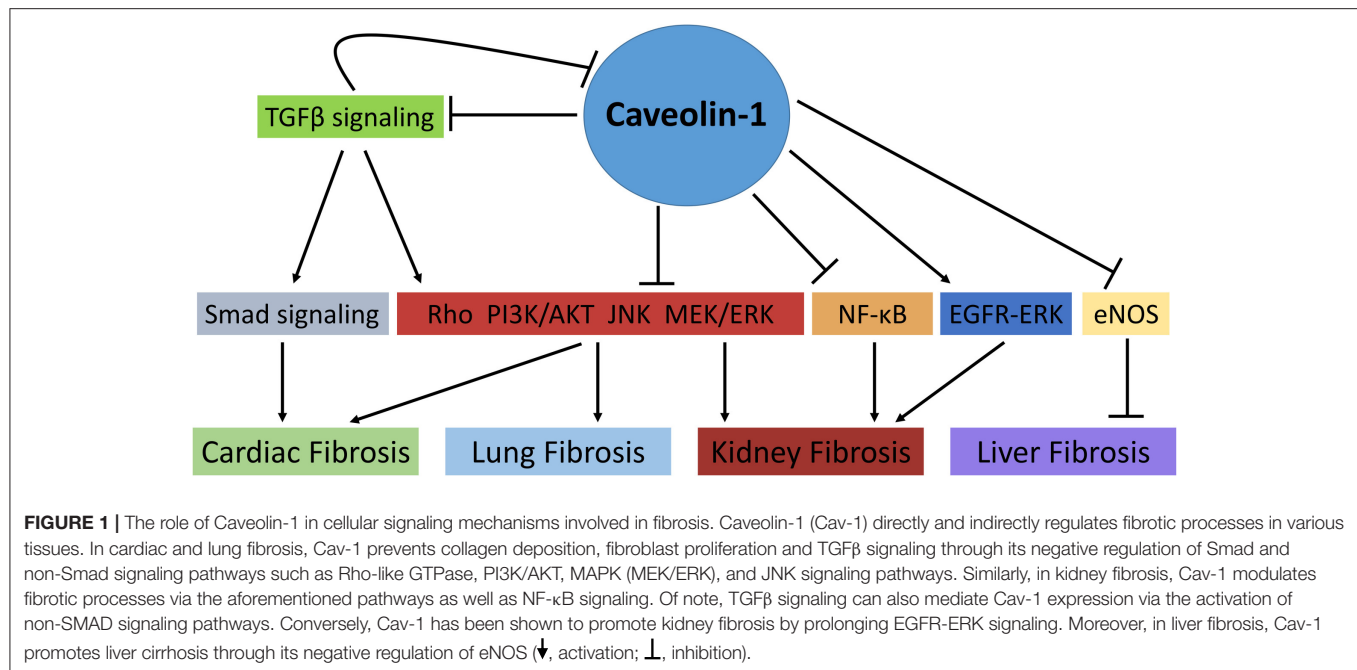 Caveolin-1
TGFβ signaling
Smad signaling
Rho PI3K/AKT JNK MEK/ERK
NF-κB
EGFR-ERK
eNOS
Cardiac Fibrosis
Lung Fibrosis
Kidney Fibrosis
Liver Fibrosis
FIGURE 1 | The role of Caveolin-1 in cellular signaling mechanisms involved in fibrosis. Caveolin-1 (Cav-1) directly and indirectly regulates fibrotic processes in various
tissues. In cardiac and lung fibrosis, Cav-1 prevents collagen deposition, fibroblast proliferation and TGFβ signaling through its negative regulation of Smad and
non-Smad signaling pathways such as Rho-like GTPase, PI3K/AKT, MAPK (MEK/ERK), and JNK signaling pathways. Similarly, in kidney fibrosis, Cav-1 modulates
fibrotic processes via the aforementioned pathways as well as NF-κB signaling. Of note, TGFβ signaling can also mediate Cav-1 expression via the activation of
non-SMAD signaling pathways. Conversely, Cav-1 has been shown to promote kidney fibrosis by prolonging EGFR-ERK signaling. Moreover, in liver fibrosis, Cav-1
promotes liver cirrhosis through its negative regulation of eNOS (↓, activation; ⊥, inhibition).